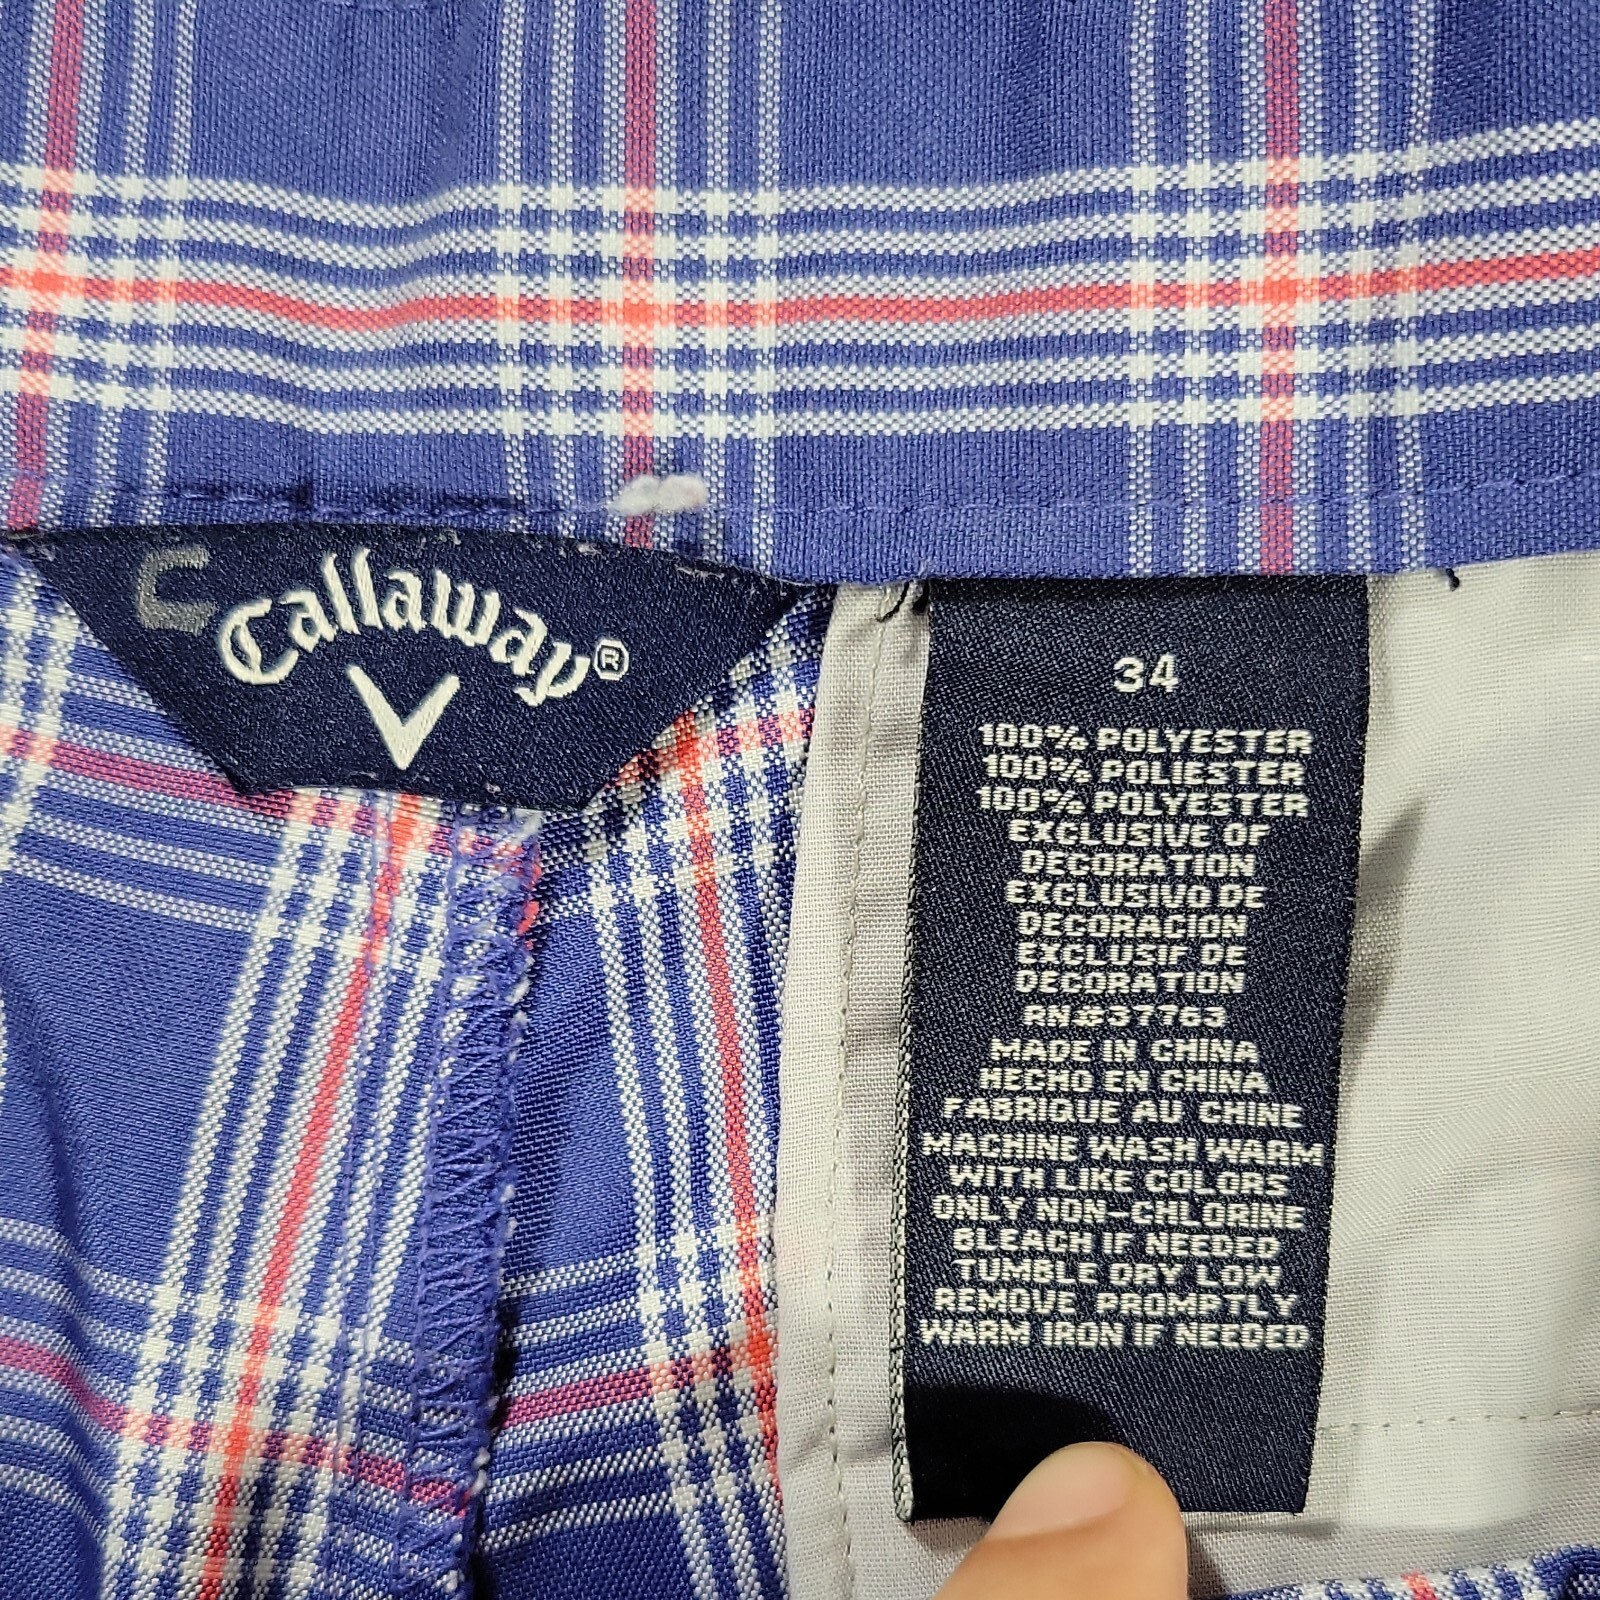 C
Callaway®
34
100% POLYESTER
100% POLIESTER
100% POLYESTER
EXCLUSIVE OF
DECORATION
EXCLUSIVO DE
DECORACION
EXCLUSIF DE
DECORATION
RN#37763
MADE IN CHINA
HECHO EN CHINA
FABRIQUE AU CHINE
MACHINE WASH WARM
WITH LIKE COLORS
ONLY NON-CHLORINE
BLEACH IF NEEDED
TUMBLE DRY LOW
REMOVE PROMPTLY
WARM IRON IF NEEDED